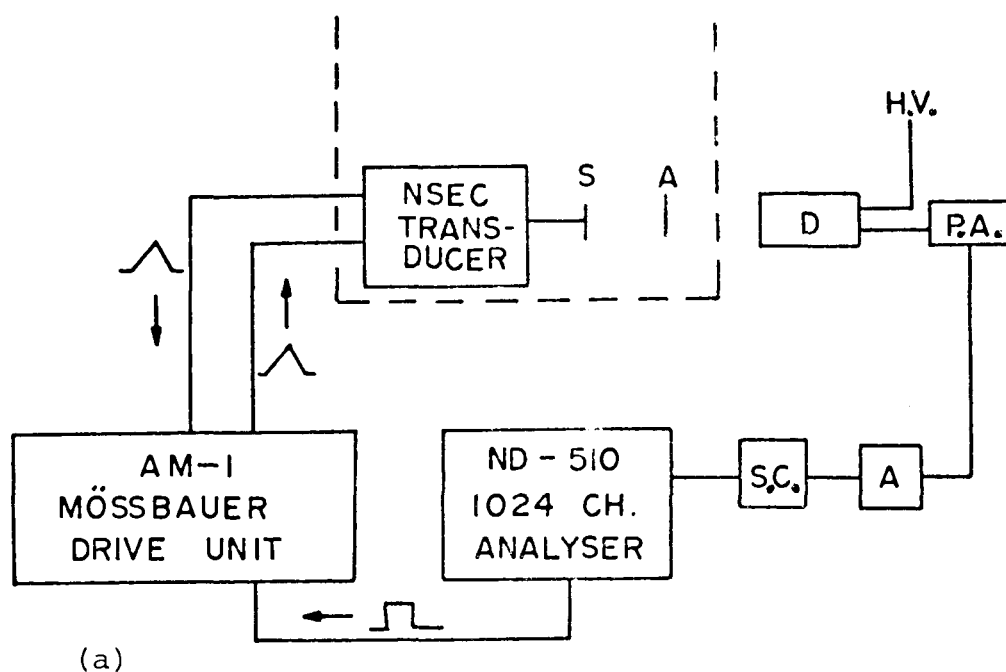 H.V.
S
A
NSEC
TRANS-
DUCER
D
P.A.
AM-1
MÖSSBAUER
DRIVE UNIT
ND-510
1024 CH.
ANALYSER
S.C.
A
(a)